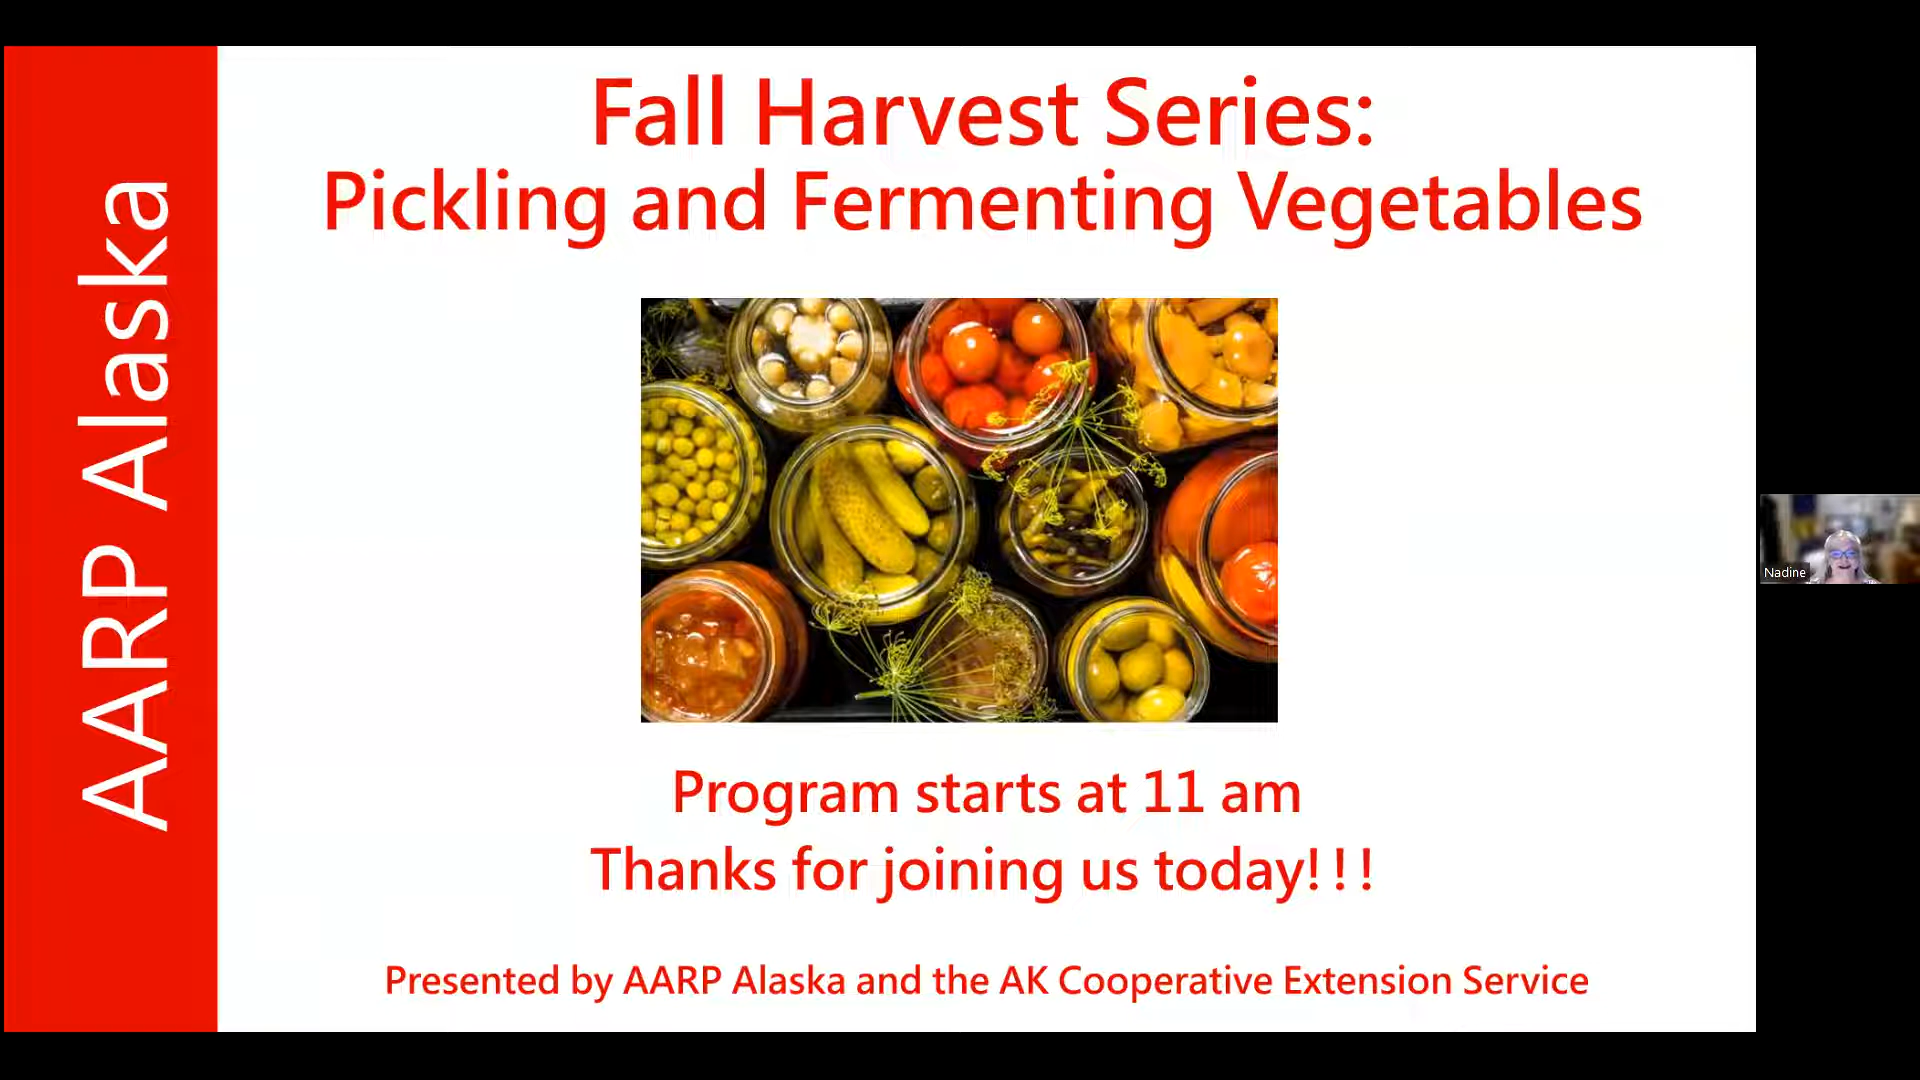 AARP Alaska
Fall Harvest Series:
Pickling and Fermenting Vegetables
Program starts at 11 am
Thanks for joining us today!!!
Presented by AARP Alaska and the AK Cooperative Extension Service
Nadine